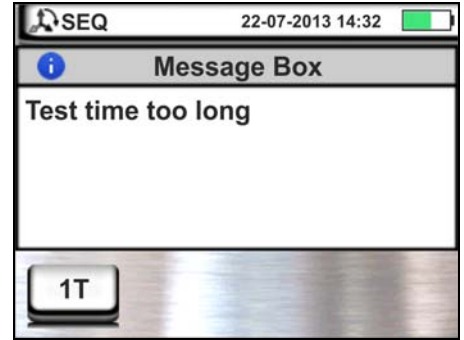 SEQ 22-07-2013 14:32
Message Box
Test time too long
1T